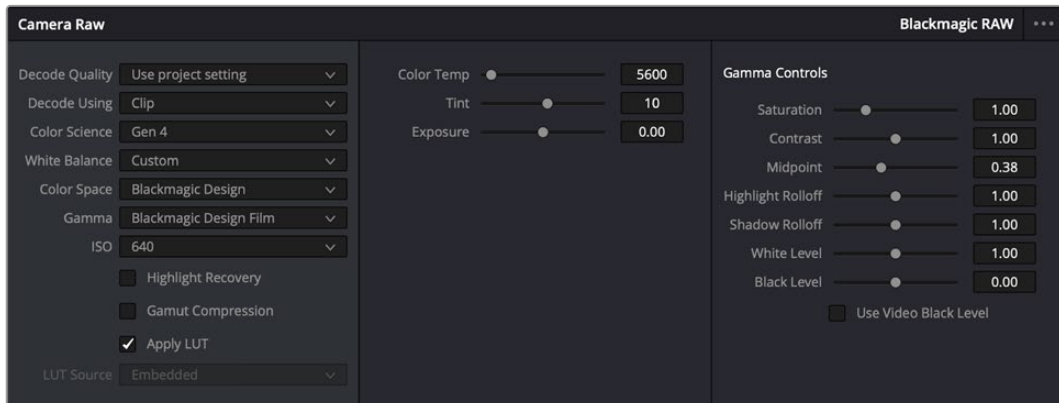 Camera Raw
Blackmagic RAW
Decode Quality Use project setting
Decode Using Clip
Color Science Gen 4
White Balance Custom
Color Space Blackmagic Design
Gamma Blackmagic Design Film
ISO 640
Highlight Recovery
Gamut Compression
Apply LUT
LUT Source Embedded
Color Temp 5600
Tint 10
Exposure 0.00
Gamma Controls
Saturation 1.00
Contrast 1.00
Midpoint 0.38
Highlight Rolloff 1.00
Shadow Rolloff 1.00
White Level 1.00
Black Level 0.00
Use Video Black Level